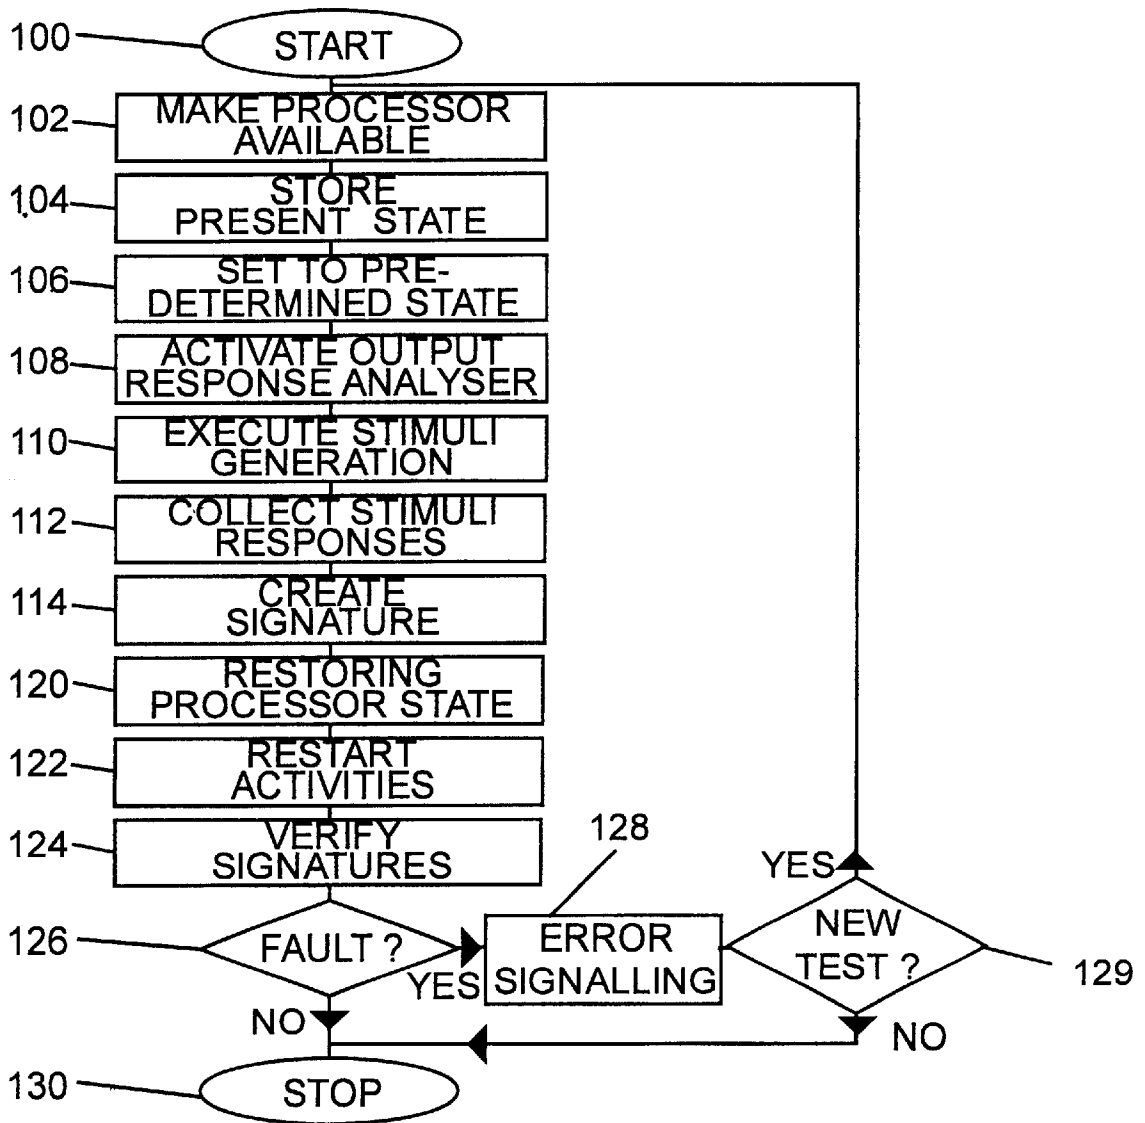 100
START
102
MAKE PROCESSOR
AVAILABLE
104
STORE
PRESENT STATE
106
SET TO PRE-
DETERMINED STATE
108
ACTIVATE OUTPUT
RESPONSE ANALYSER
110
EXECUTE STIMULI
GENERATION
112
COLLECT STIMULI
RESPONSES
114
CREATE
SIGNATURE
120
RESTORING
PROCESSOR STATE
122
RESTART
ACTIVITIES
124
VERIFY
SIGNATURES
126
FAULT ?
YES
NO
128
ERROR
SIGNALLING
YES
NEW
TEST ?
129
NO
130
STOP